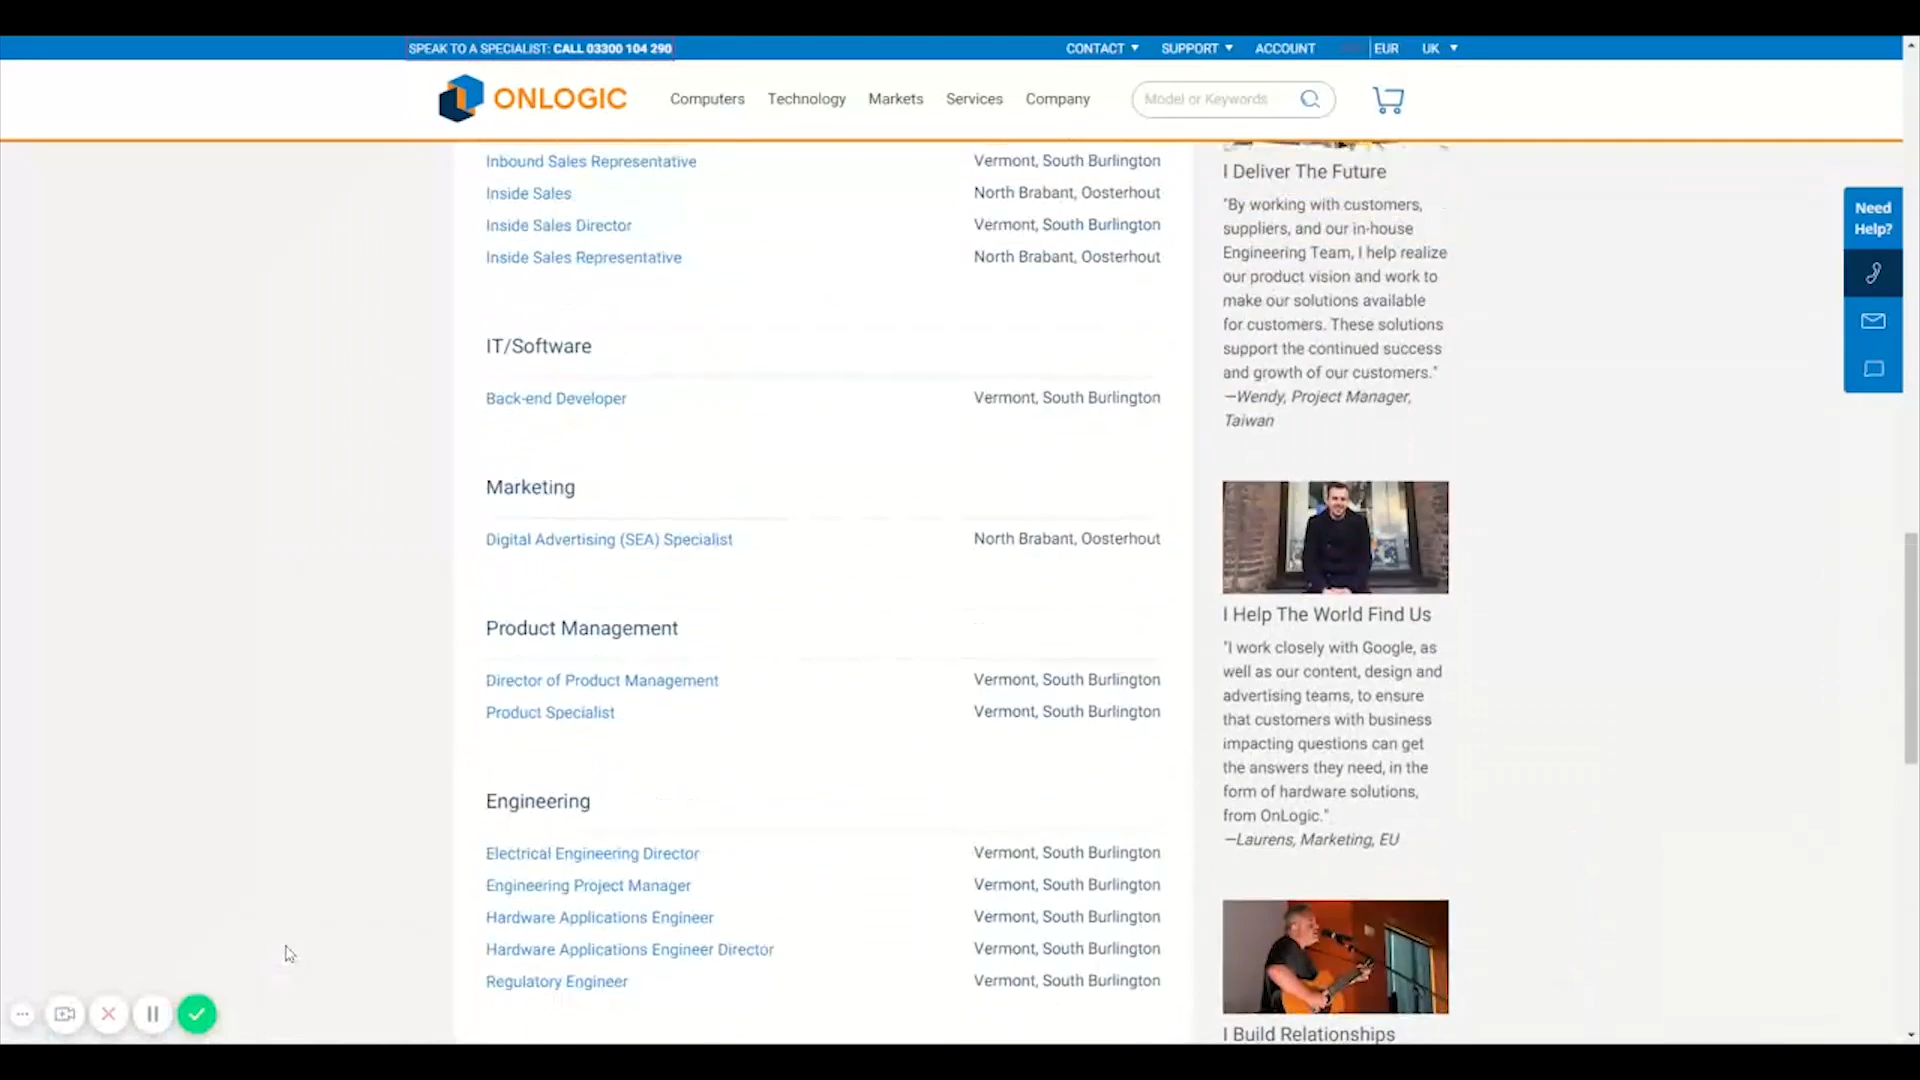 SPEAK TO A SPECIALIST: CALL 03300 104 290
CONTACT
SUPPORT
ACCOUNT
EUR
UK
ONLOGIC
Computers
Technology
Markets
Services
Company
Model or Keywords
Inbound Sales Representative Vermont, South Burlington
Inside Sales North Brabant, Oosterhout
Inside Sales Director Vermont, South Burlington
Inside Sales Representative North Brabant, Oosterhout
IT/Software
Back-end Developer Vermont, South Burlington
Marketing
Digital Advertising (SEA) Specialist North Brabant, Oosterhout
Product Management
Director of Product Management Vermont, South Burlington
Product Specialist Vermont, South Burlington
Engineering
Electrical Engineering Director Vermont, South Burlington
Engineering Project Manager Vermont, South Burlington
Hardware Applications Engineer Vermont, South Burlington
Hardware Applications Engineer Director Vermont, South Burlington
Regulatory Engineer Vermont, South Burlington
I Deliver The Future
"By working with customers,
suppliers, and our in-house
Engineering Team, I help realize
our product vision and work to
make our solutions available
for customers. These solutions
support the continued success
and growth of our customers."
—Wendy, Project Manager,
Taiwan
I Help The World Find Us
"I work closely with Google, as
well as our content, design and
advertising teams, to ensure
that customers with business
impacting questions can get
the answers they need, in the
form of hardware solutions,
from OnLogic."
—Laurens, Marketing, EU
I Build Relationships
Need
Help?